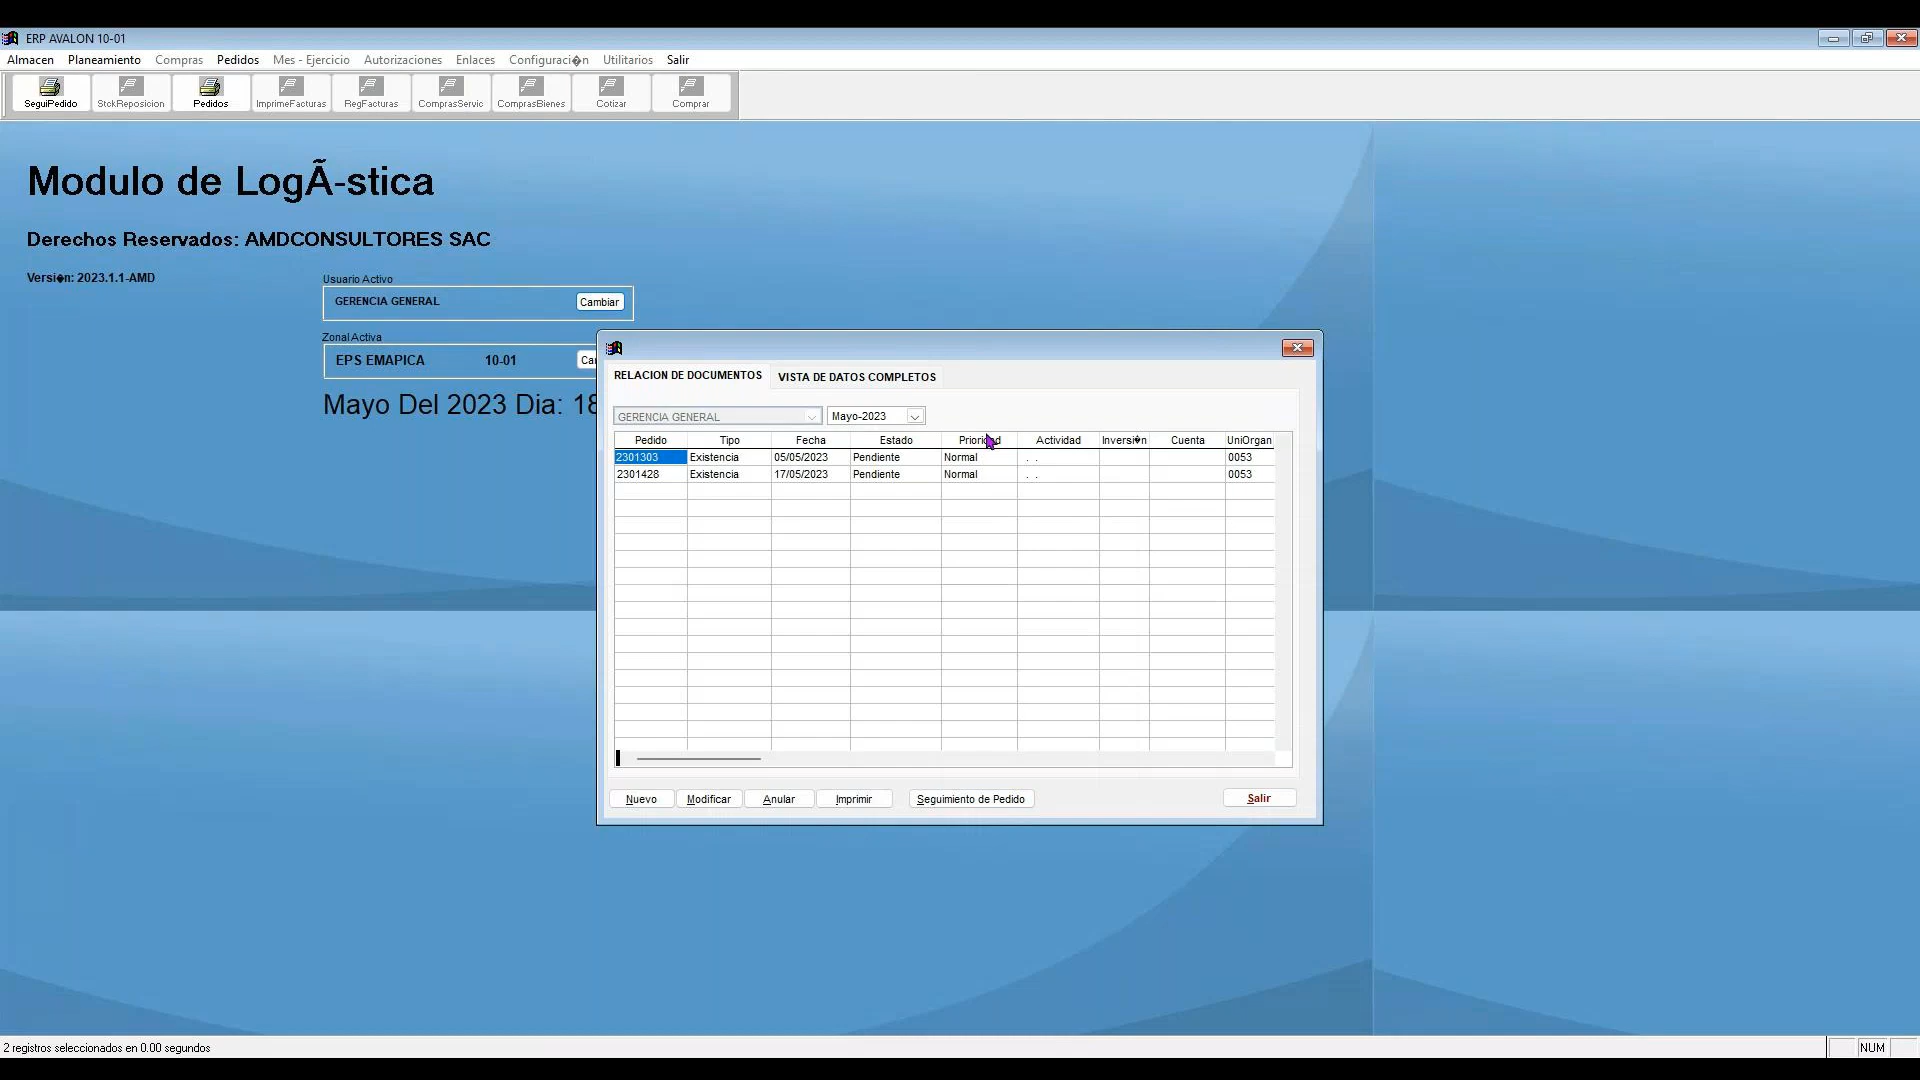 ERP AVALON 10-01
Almacen Planeamiento Compras Pedidos Mes - Ejercicio Autorizaciones Enlaces Configuraci�n Utilitarios Salir
SeguiPedido StckReposicion Pedidos ImprimeFacturas RegFacturas ComprasServic ComprasBienes Cotizar Comprar
Modulo de LogÃ-stica
Derechos Reservados: AMDCONSULTORES SAC
Versi�n: 2023.1.1-AMD
Usuario Activo
GERENCIA GENERAL Cambiar
Zonal Activa
EPS EMAPICA 10-01 Ca
Mayo Del 2023 Dia: 18
RELACION DE DOCUMENTOS VISTA DE DATOS COMPLETOS
GERENCIA GENERAL Mayo-2023
Pedido Tipo Fecha Estado Prioridad Actividad Inversi�n Cuenta UniOrgan
2301303 Existencia 05/05/2023 Pendiente Normal . . 0053
2301428 Existencia 17/05/2023 Pendiente Normal . . 0053
Nuevo Modificar Anular Imprimir Seguimiento de Pedido Salir
2 registros seleccionados en 0.00 segundos NUM